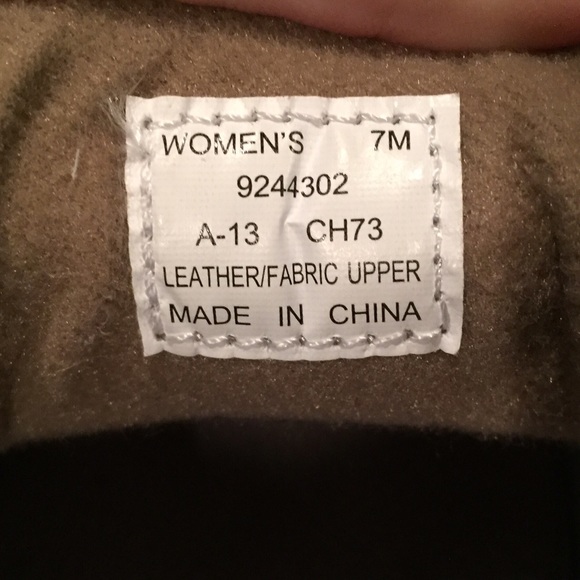 WOMEN'S 7M
9244302
A-13 CH73
LEATHER/FABRIC UPPER
MADE IN CHINA